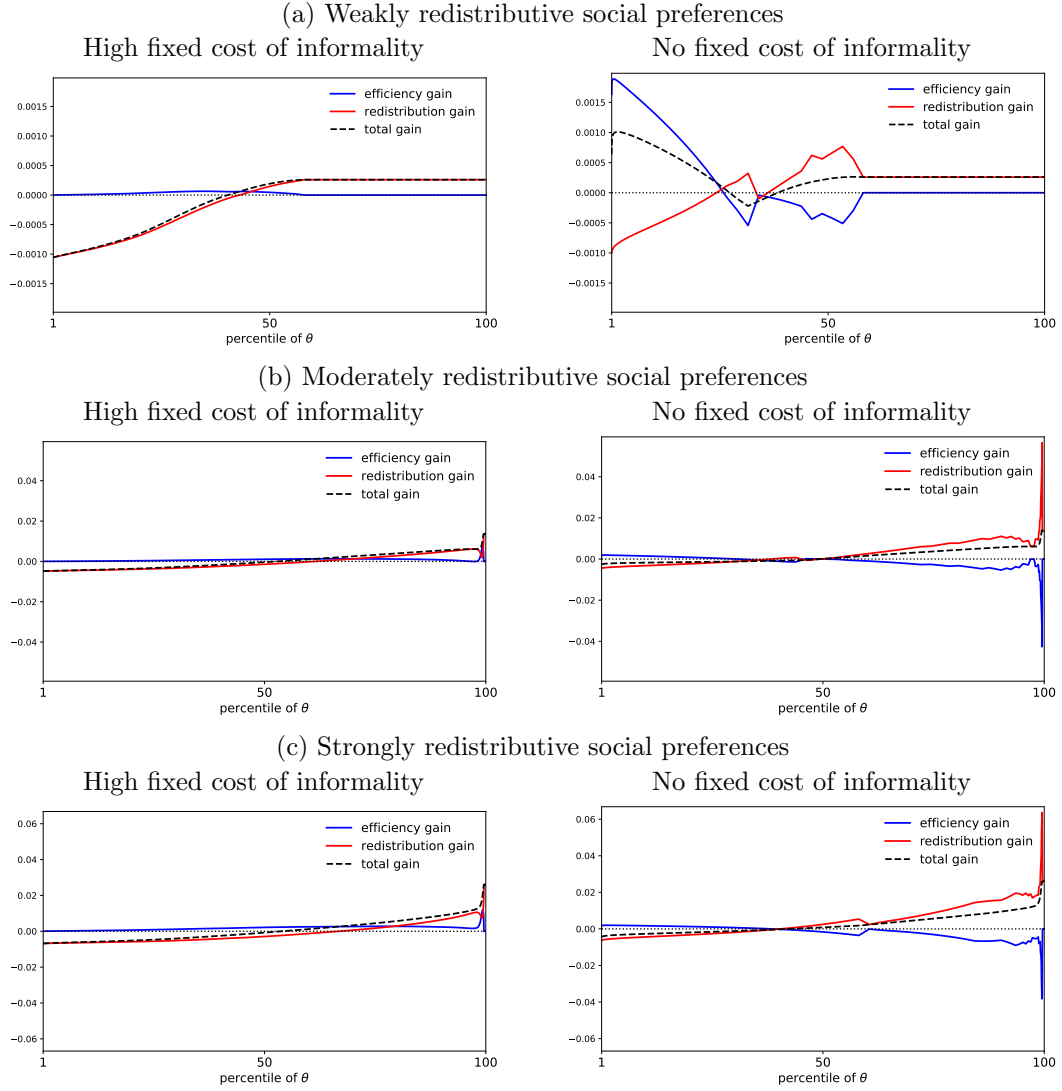 (a) Weakly redistributive social preferences
High fixed cost of informality
No fixed cost of informality
efficiency gain
redistribution gain
total gain
0.0015
0.0010
0.0005
0.0000
−0.0005
−0.0010
−0.0015
1
50
100
percentile of θ
efficiency gain
redistribution gain
total gain
0.0015
0.0010
0.0005
0.0000
−0.0005
−0.0010
−0.0015
1
50
100
percentile of θ
(b) Moderately redistributive social preferences
High fixed cost of informality
No fixed cost of informality
efficiency gain
redistribution gain
total gain
0.04
0.02
0.00
−0.02
−0.04
1
50
100
percentile of θ
efficiency gain
redistribution gain
total gain
0.04
0.02
0.00
−0.02
−0.04
1
50
100
percentile of θ
(c) Strongly redistributive social preferences
High fixed cost of informality
No fixed cost of informality
efficiency gain
redistribution gain
total gain
0.06
0.04
0.02
0.00
−0.02
−0.04
−0.06
1
50
100
percentile of θ
efficiency gain
redistribution gain
total gain
0.06
0.04
0.02
0.00
−0.02
−0.04
−0.06
1
50
100
percentile of θ